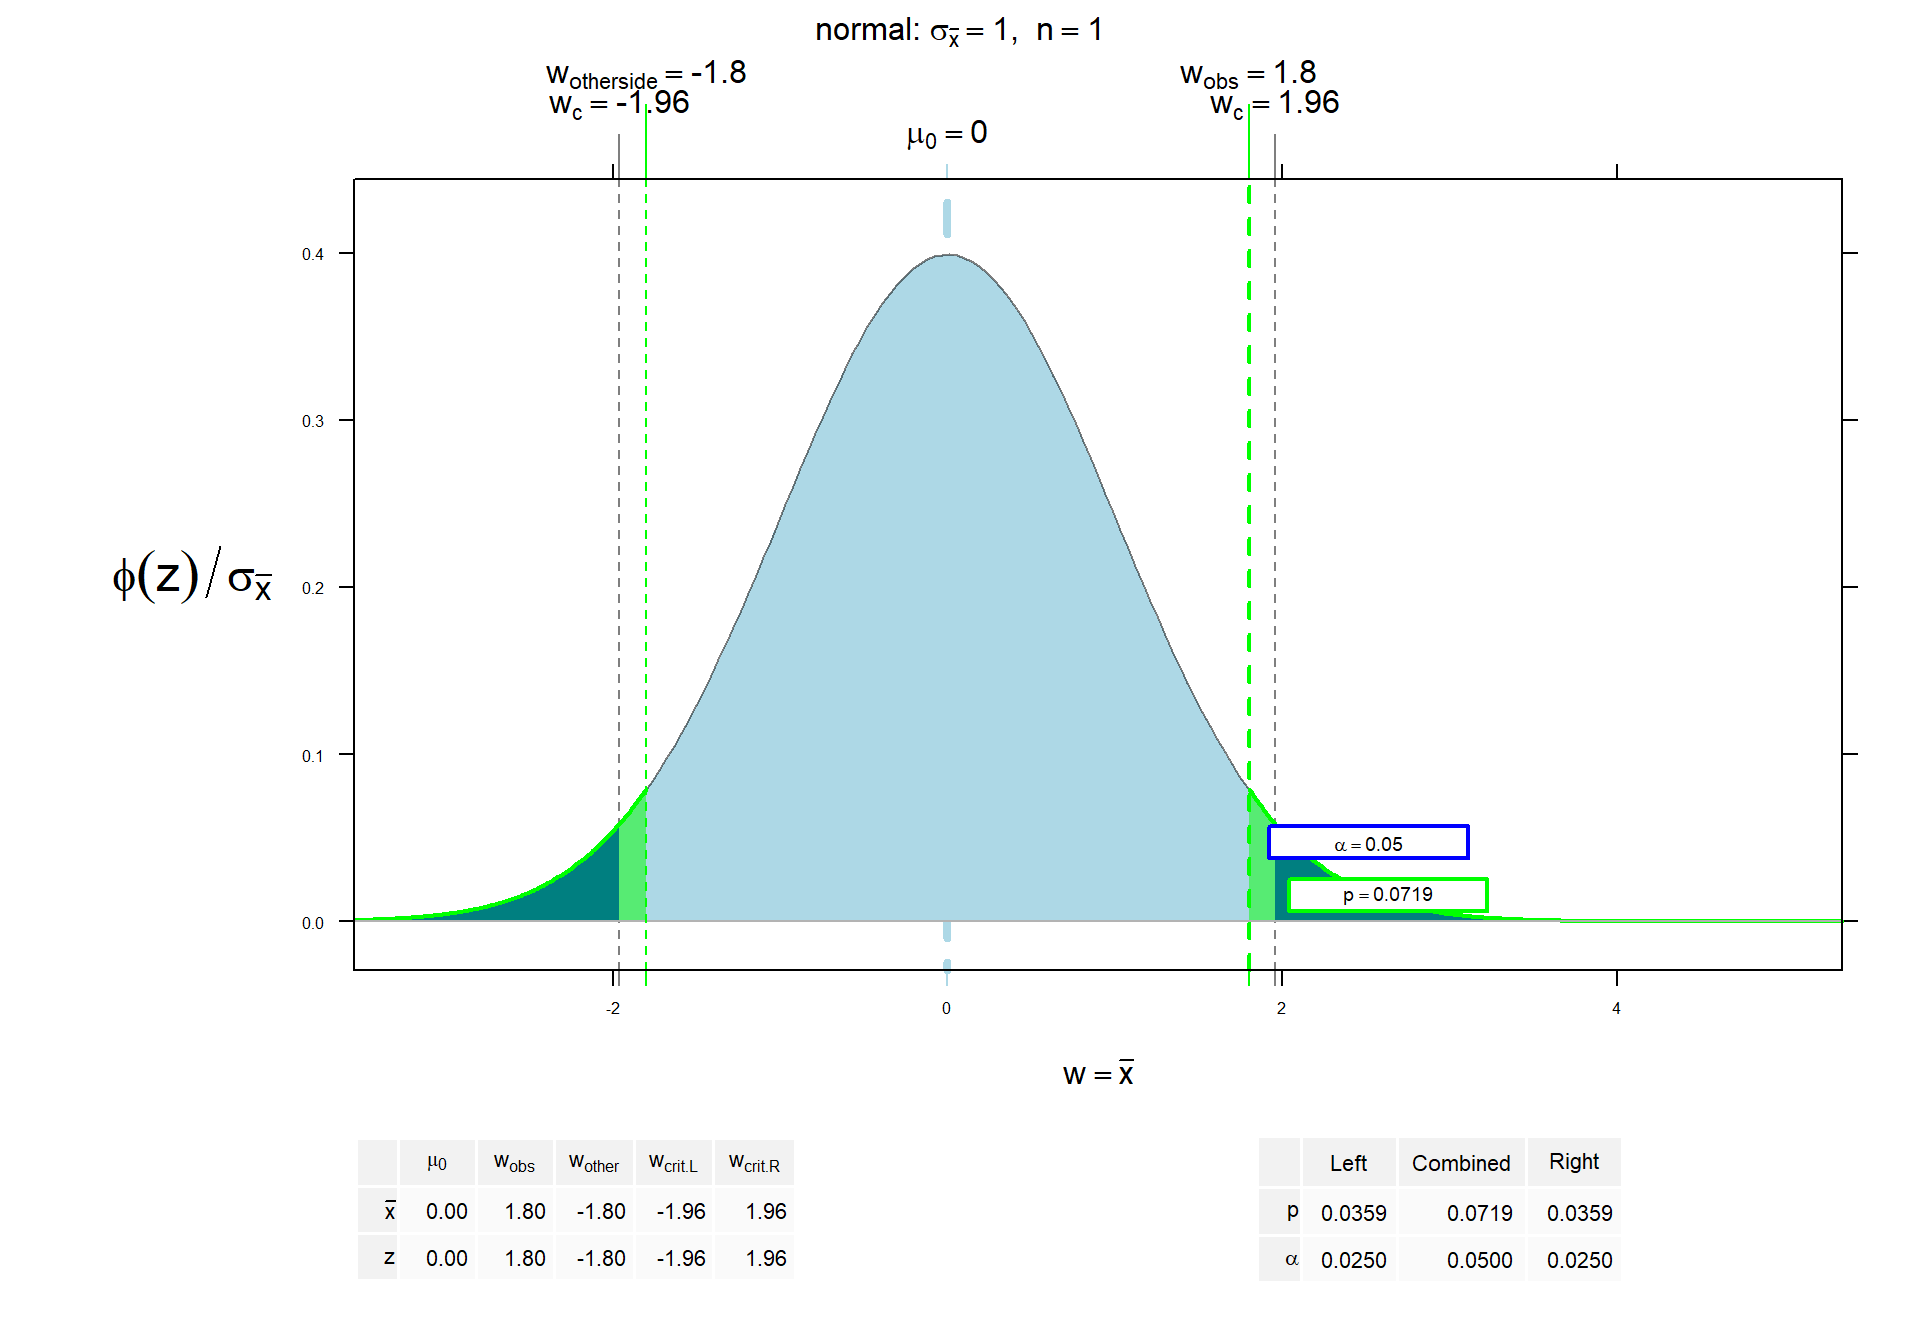 normal: σx̅ = 1, n = 1
wotherside = -1.8
wobs = 1.8
wc = -1.96
wc = 1.96
μ0 = 0
0.4
0.3
0.2
0.1
0.0
ϕ(z)/σx̅
α = 0.05
p = 0.0719
-2 0 2 4
w = x̅
μ0 wobs wother wcrit.L wcrit.R
x̅ 0.00 1.80 -1.80 -1.96 1.96
z 0.00 1.80 -1.80 -1.96 1.96
Left Combined Right
p 0.0359 0.0719 0.0359
α 0.0250 0.0500 0.0250